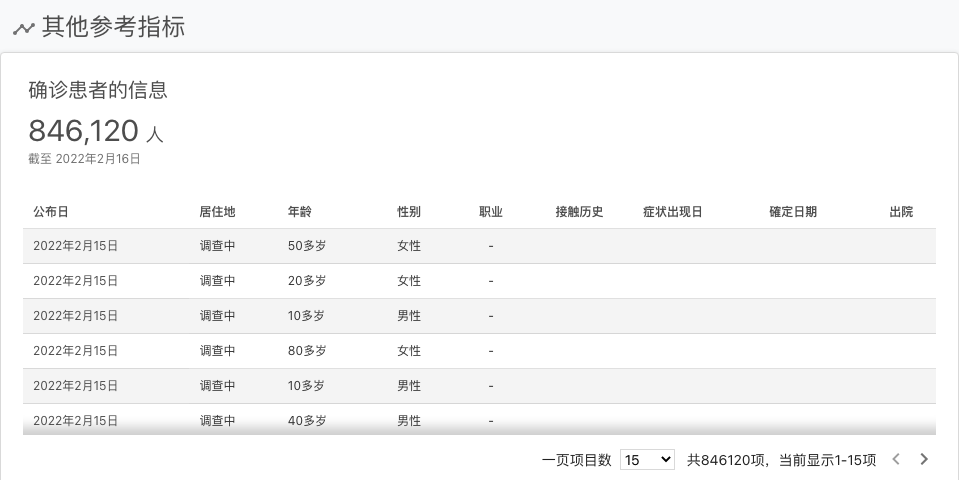 其他参考指标
确诊患者的信息
846,120 人
截至 2022年2月16日
公布日 居住地 年龄 性别 职业 接触历史 症状出现日 確定日期 出院
2022年2月15日 调查中 50多岁 女性 -
2022年2月15日 调查中 20多岁 女性 -
2022年2月15日 调查中 10多岁 男性 -
2022年2月15日 调查中 80多岁 女性 -
2022年2月15日 调查中 10多岁 男性 -
2022年2月15日 调查中 40多岁 男性 -
一页项目数 15 共846120项，当前显示1-15项